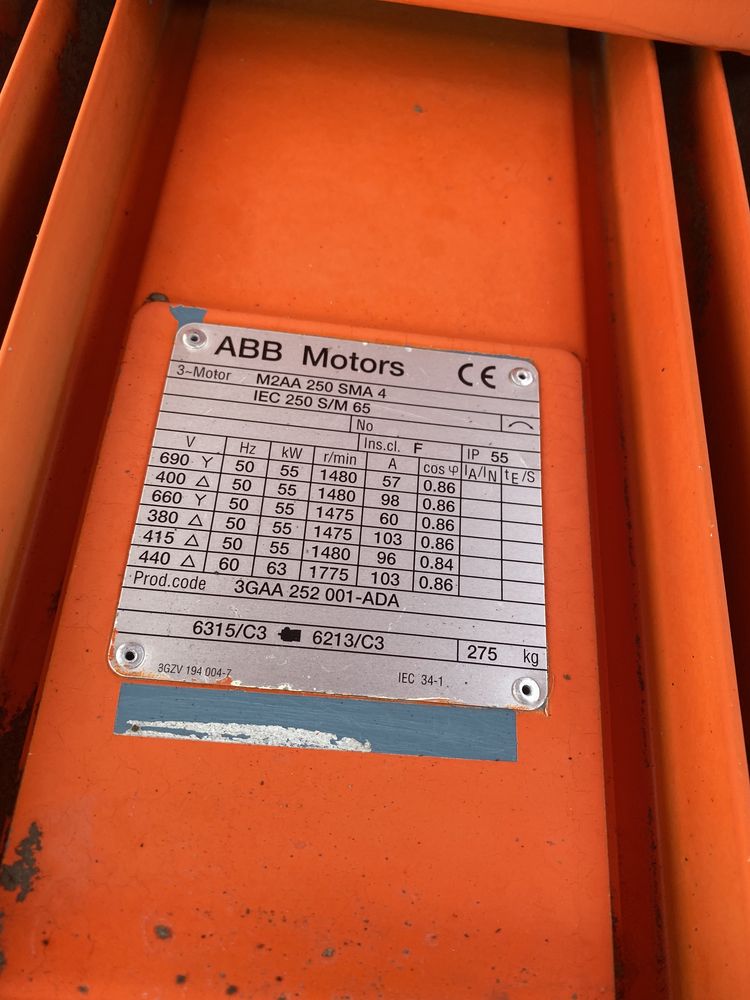 ABB Motors CE
3~Motor M2AA 250 SMA 4
IEC 250 S/M 65
No
Ins.cl. F IP 55
V Hz kW r/min A cos φ IA/IN tE/S
690 Y 50 55 1480 57 0.86
400 Δ 50 55 1480 98 0.86
660 Y 50 55 1475 60 0.86
380 Δ 50 55 1475 103 0.86
415 Δ 50 55 1480 96 0.84
440 Δ 60 63 1775 103 0.86
Prod.code 3GAA 252 001-ADA
6315/C3 6213/C3 275 kg
3GZV 194 004-7 IEC 34-1